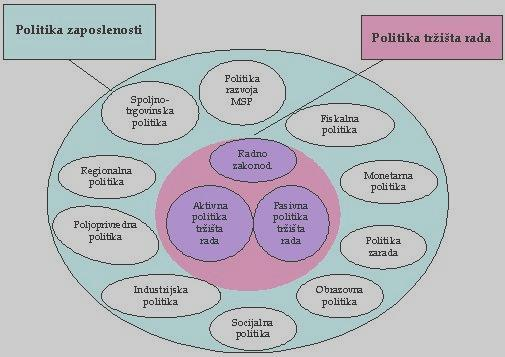 Politika zaposlenosti
Politika tržišta rada
Politika
razvoja
MSP
Spoljno-
trgovinska
politika
Fiskalna
politika
Radno
zakonod.
Regionalna
politika
Monetarna
politika
Aktivna
politika
tržišta
rada
Pasivna
politika
tržišta
rada
Poljoprivredna
politika
Politika
zarada
Industrijska
politika
Obrazovna
politika
Socijalna
politika